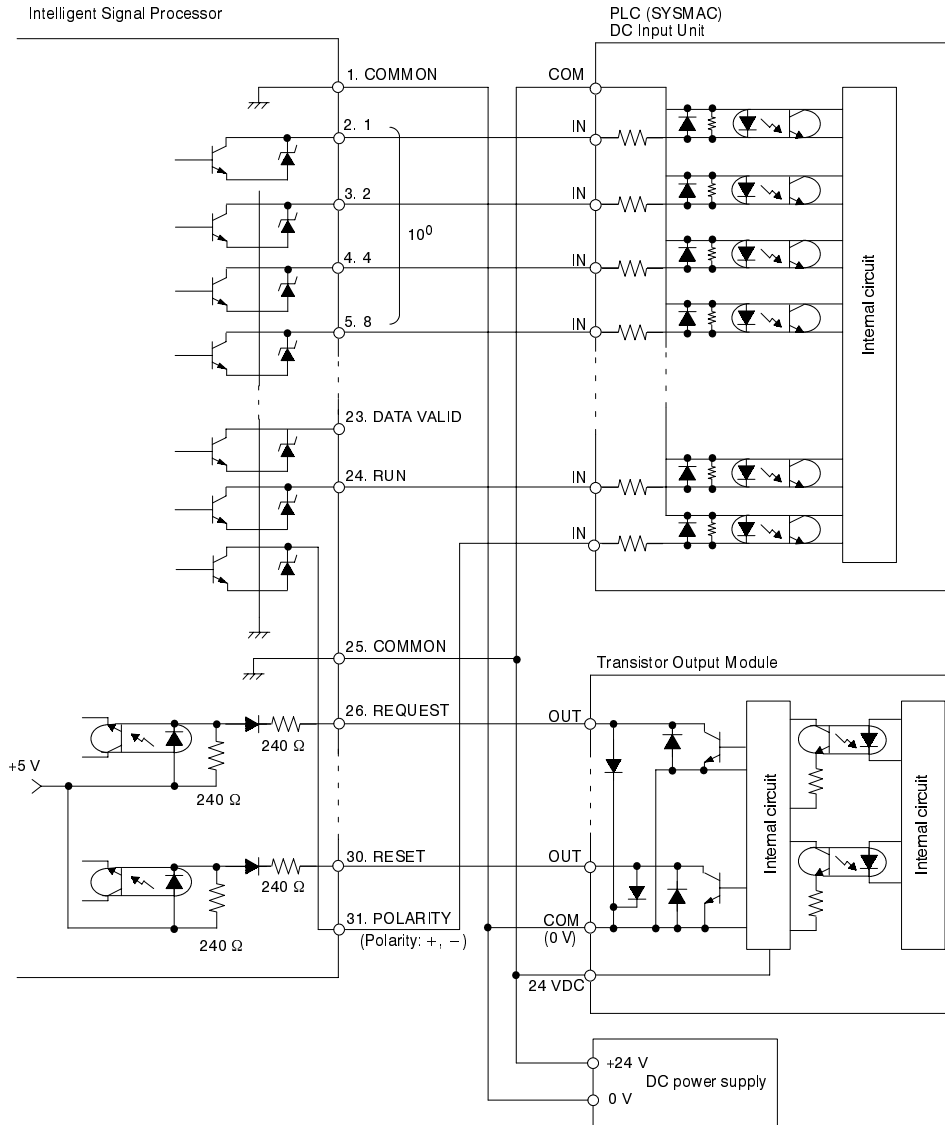 Intelligent Signal Processor
PLC (SYSMAC)
DC Input Unit
1. COMMON
COM
2. 1
IN
3. 2
IN
10⁰
4. 4
IN
5. 8
IN
Internal circuit
23. DATA VALID
24. RUN
IN
IN
25. COMMON
Transistor Output Module
26. REQUEST
OUT
240 Ω
+5 V
240 Ω
Internal circuit
Internal circuit
30. RESET
OUT
240 Ω
31. POLARITY
(Polarity: +, −)
COM
(0 V)
240 Ω
24 VDC
+24 V
DC power supply
0 V